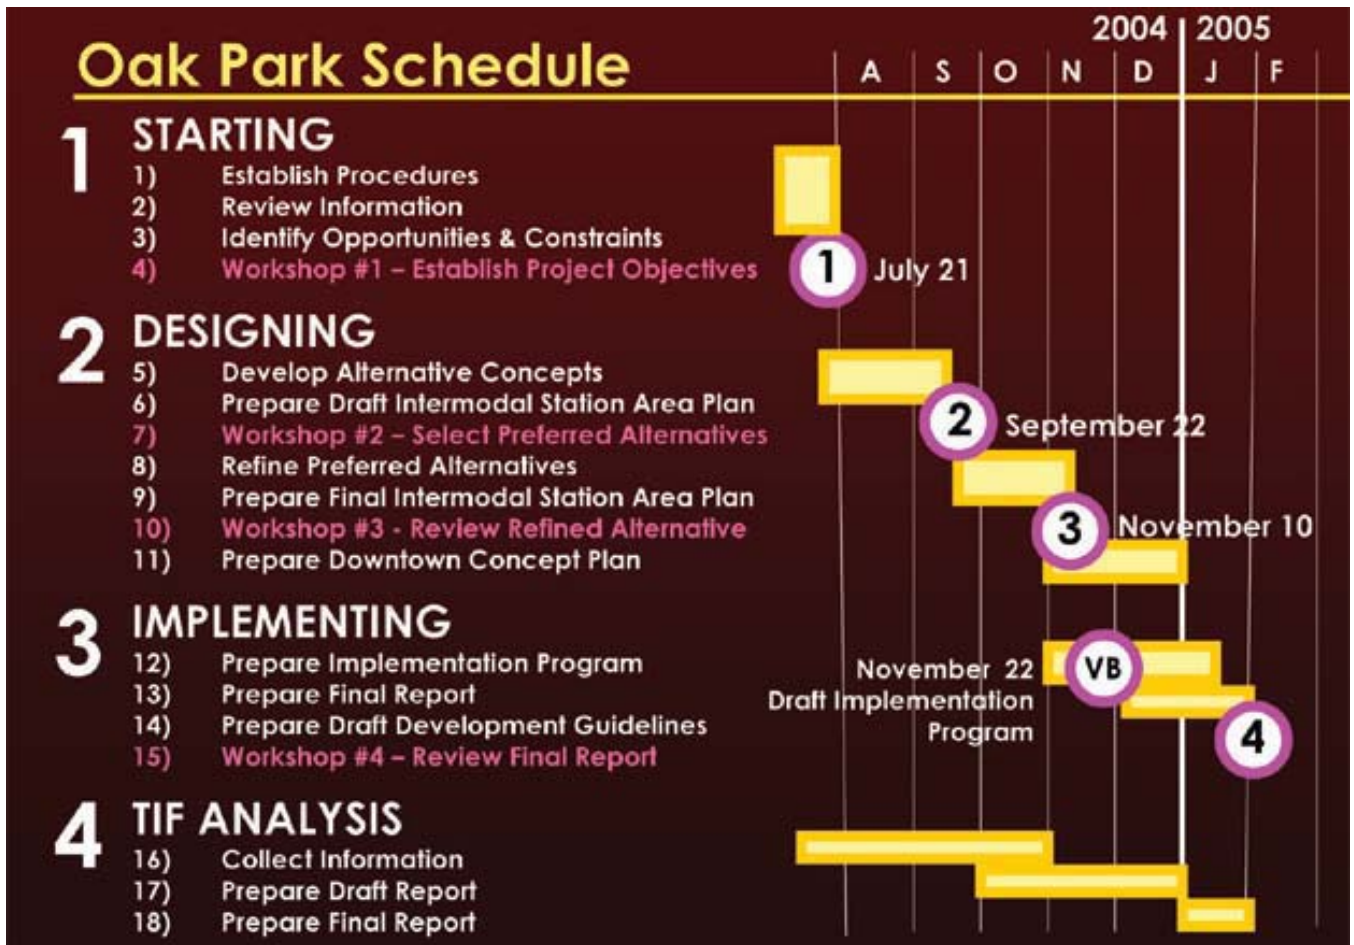 2004 2005
Oak Park Schedule
A S O N D J F
1 STARTING
1) Establish Procedures
2) Review Information
3) Identify Opportunities & Constraints
4) Workshop #1 – Establish Project Objectives
1 July 21
2 DESIGNING
5) Develop Alternative Concepts
6) Prepare Draft Intermodal Station Area Plan
7) Workshop #2 – Select Preferred Alternatives
2 September 22
8) Refine Preferred Alternatives
9) Prepare Final Intermodal Station Area Plan
10) Workshop #3 - Review Refined Alternative
3 November 10
11) Prepare Downtown Concept Plan
3 IMPLEMENTING
12) Prepare Implementation Program
13) Prepare Final Report
14) Prepare Draft Development Guidelines
15) Workshop #4 – Review Final Report
November 22
Draft Implementation
Program
VB
4
4 TIF ANALYSIS
16) Collect Information
17) Prepare Draft Report
18) Prepare Final Report